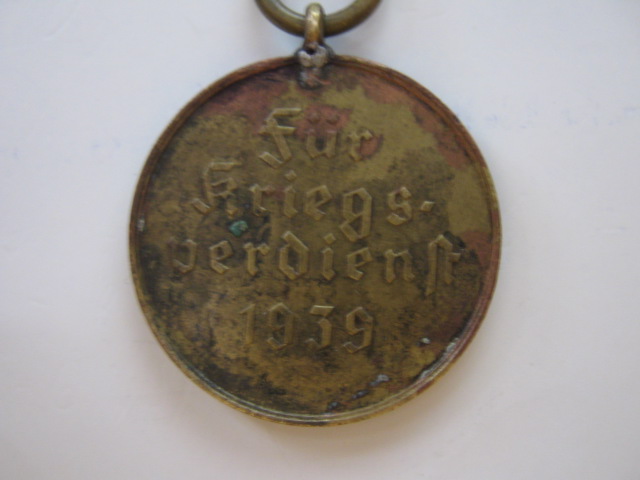 Für
Kriegs-
verdienst
1939